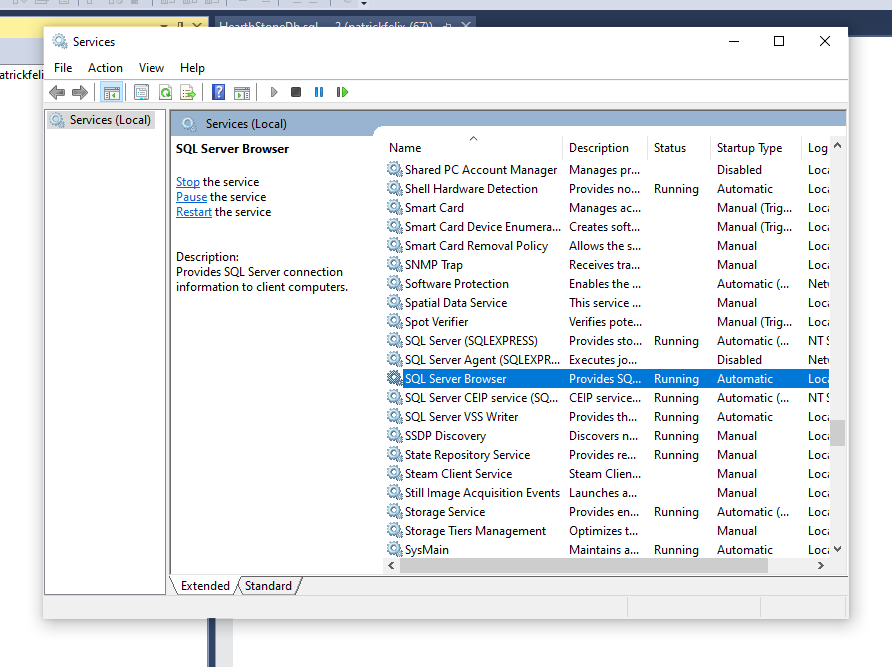 HearthStoneDb.sql ... 2 (patrickfelix (67))
atrickfeli
Services
File Action View Help
Services (Local)
Services (Local)
SQL Server Browser
Stop the service
Pause the service
Restart the service
Description:
Provides SQL Server connection
information to client computers.
Name Description Status Startup Type Log
Shared PC Account Manager Manages pr... Disabled Loca
Shell Hardware Detection Provides no... Running Automatic Loca
Smart Card Manages ac... Manual (Trig... Loca
Smart Card Device Enumera... Creates soft... Manual (Trig... Loca
Smart Card Removal Policy Allows the s... Manual Loca
SNMP Trap Receives tra... Manual Loca
Software Protection Enables the ... Automatic (... Netw
Spatial Data Service This service ... Manual Loca
Spot Verifier Verifies pote... Manual (Trig... Loca
SQL Server (SQLEXPRESS) Provides sto... Running Automatic (... NT S
SQL Server Agent (SQLEXPR... Executes jo... Disabled Netw
SQL Server Browser Provides SQ... Running Automatic Loca
SQL Server CEIP service (SQ... CEIP service... Running Automatic (... NT S
SQL Server VSS Writer Provides th... Running Automatic Loca
SSDP Discovery Discovers n... Running Manual Loca
State Repository Service Provides re... Running Manual Loca
Steam Client Service Steam Clien... Manual Loca
Still Image Acquisition Events Launches a... Manual Loca
Storage Service Provides en... Running Automatic (... Loca
Storage Tiers Management Optimizes t... Manual Loca
SysMain Maintains a... Running Automatic Loca
Extended Standard